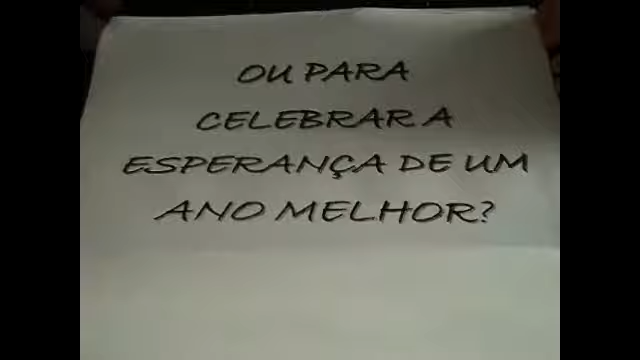 OU PARA
CELEBRAR A
ESPERANÇA DE UM
ANO MELHOR?